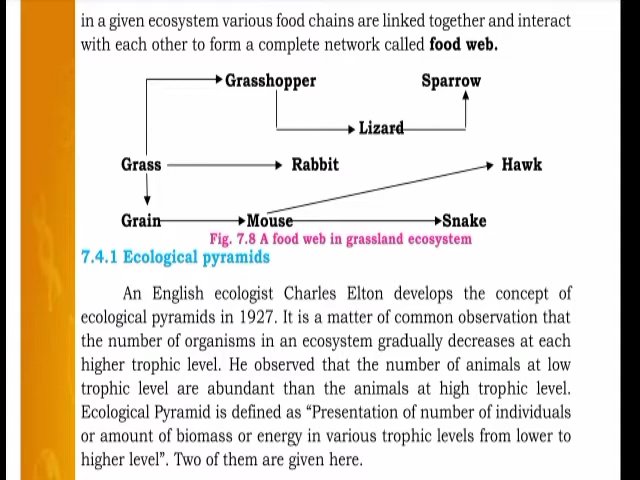 in a given ecosystem various food chains are linked together and interact
with each other to form a complete network called food web.
Grasshopper Sparrow
Lizard
Grass Rabbit Hawk
Grain Mouse Snake
Fig. 7.8 A food web in grassland ecosystem
7.4.1 Ecological pyramids
An English ecologist Charles Elton develops the concept of
ecological pyramids in 1927. It is a matter of common observation that
the number of organisms in an ecosystem gradually decreases at each
higher trophic level. He observed that the number of animals at low
trophic level are abundant than the animals at high trophic level.
Ecological Pyramid is defined as “Presentation of number of individuals
or amount of biomass or energy in various trophic levels from lower to
higher level”. Two of them are given here.